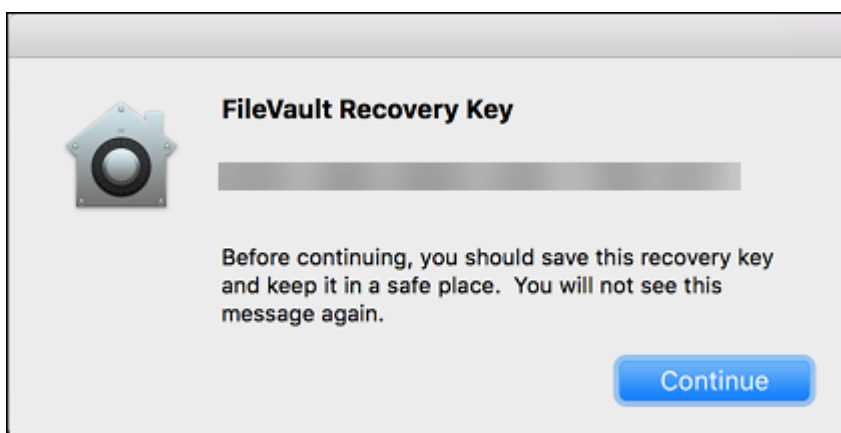 FileVault Recovery Key
Before continuing, you should save this recovery key
and keep it in a safe place.  You will not see this
message again.
Continue